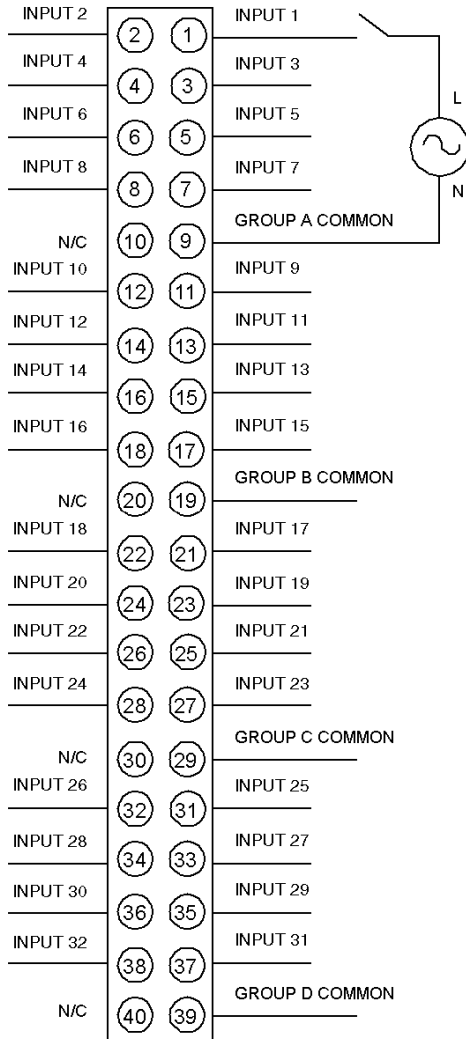 INPUT 2 2 1 INPUT 1
INPUT 4 4 3 INPUT 3
L
INPUT 6 6 5 INPUT 5
INPUT 8 8 7 INPUT 7
N
N/C 10 9 GROUP A COMMON
INPUT 10 12 11 INPUT 9
INPUT 12 14 13 INPUT 11
INPUT 14 16 15 INPUT 13
INPUT 16 18 17 INPUT 15
N/C 20 19 GROUP B COMMON
INPUT 18 22 21 INPUT 17
INPUT 20 24 23 INPUT 19
INPUT 22 26 25 INPUT 21
INPUT 24 28 27 INPUT 23
N/C 30 29 GROUP C COMMON
INPUT 26 32 31 INPUT 25
INPUT 28 34 33 INPUT 27
INPUT 30 36 35 INPUT 29
INPUT 32 38 37 INPUT 31
N/C 40 39 GROUP D COMMON